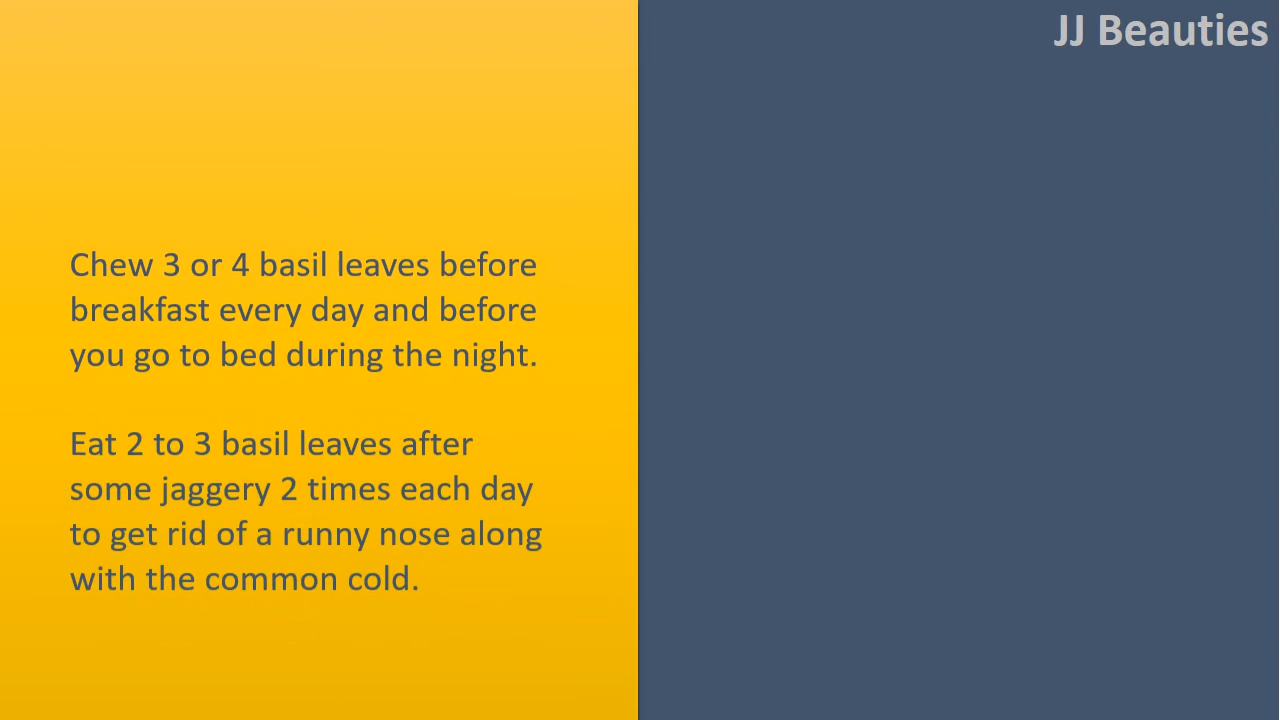 JJ Beauties
Chew 3 or 4 basil leaves before
breakfast every day and before
you go to bed during the night.
Eat 2 to 3 basil leaves after
some jaggery 2 times each day
to get rid of a runny nose along
with the common cold.